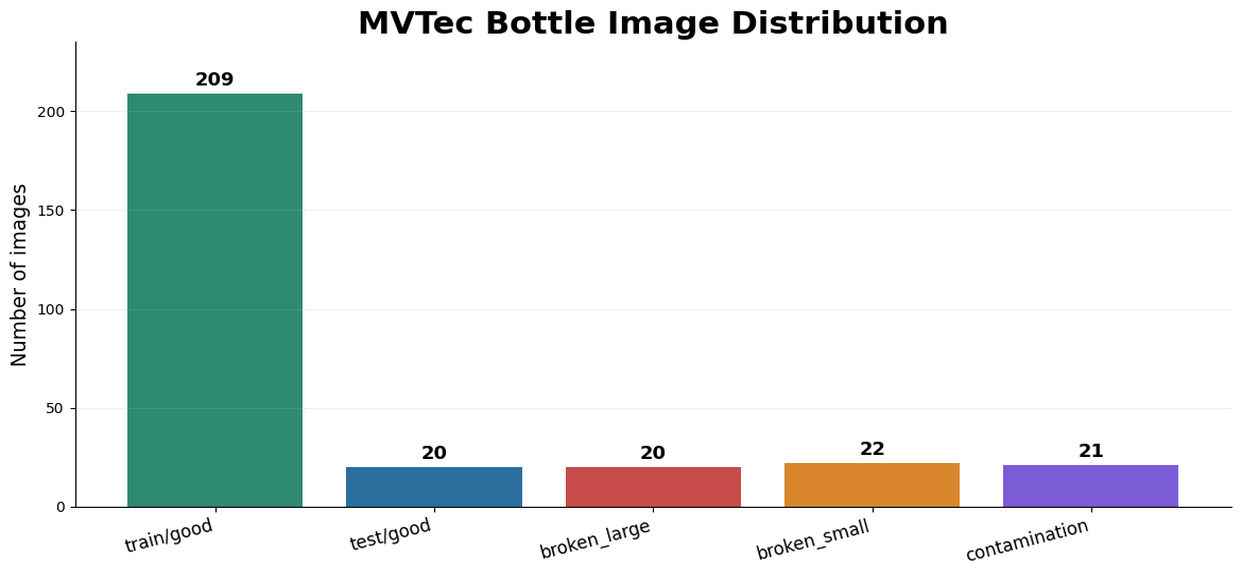 MVTec Bottle Image Distribution
Number of images
200
150
100
50
0
209
20
20
22
21
train/good
test/good
broken_large
broken_small
contamination